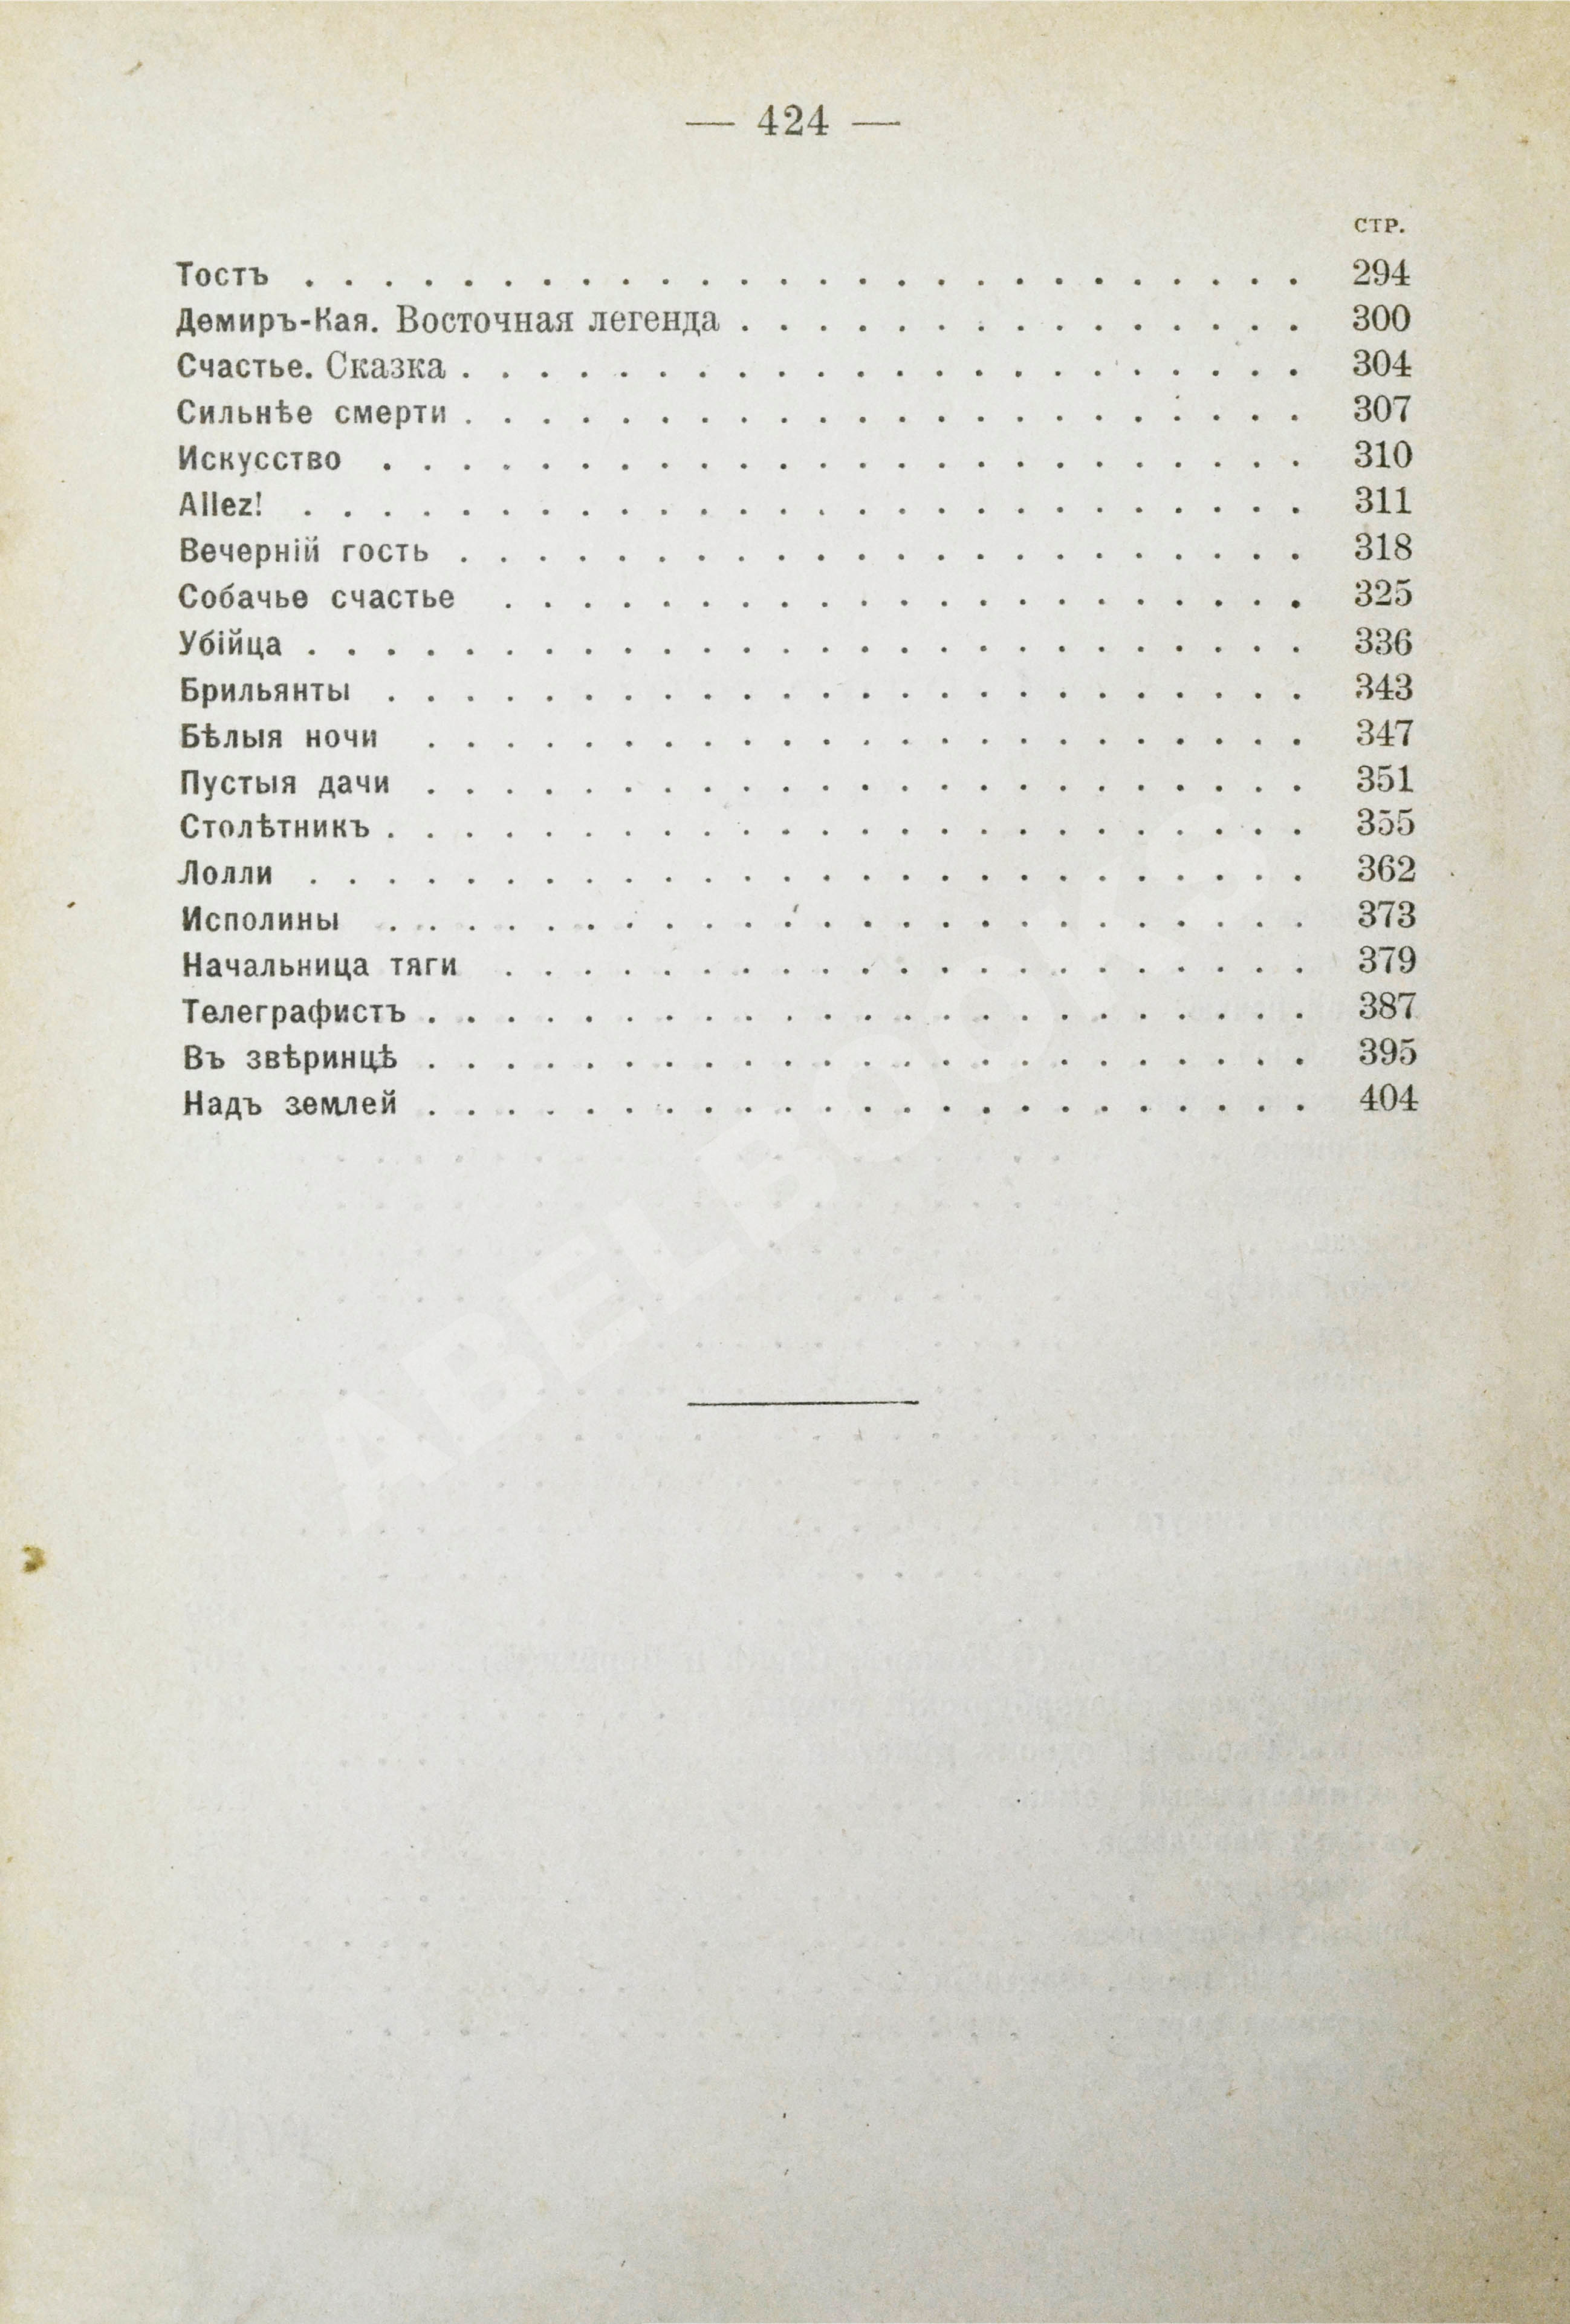 — 424 —
СТР.
Тостъ . . . . . . . . . . . . . . . . . . . . . . . . . . 294
Демиръ-Кая. Восточная легенда . . . . . . . . . . . . . . . 300
Счастье. Сказка . . . . . . . . . . . . . . . . . . . . . . 304
Сильнѣе смерти . . . . . . . . . . . . . . . . . . . . . . 307
Искусство . . . . . . . . . . . . . . . . . . . . . . . . 310
Allez! . . . . . . . . . . . . . . . . . . . . . . . . . . 311
Вечерній гость . . . . . . . . . . . . . . . . . . . . . . 318
Собачье счастье . . . . . . . . . . . . . . . . . . . . . 325
Убійца . . . . . . . . . . . . . . . . . . . . . . . . . . 336
Брильянты . . . . . . . . . . . . . . . . . . . . . . . . 343
Бѣлыя ночи . . . . . . . . . . . . . . . . . . . . . . . 347
Пустыя дачи . . . . . . . . . . . . . . . . . . . . . . . 351
Столѣтникъ . . . . . . . . . . . . . . . . . . . . . . . . 355
Лолли . . . . . . . . . . . . . . . . . . . . . . . . . . 362
Исполины . . . . . . . . . . . . . . . . . . . . . . . . 373
Начальница тяги . . . . . . . . . . . . . . . . . . . . . 379
Телеграфистъ . . . . . . . . . . . . . . . . . . . . . . . 387
Въ звѣринцѣ . . . . . . . . . . . . . . . . . . . . . . . 395
Надъ землей . . . . . . . . . . . . . . . . . . . . . . . 404
ABELBOOKS